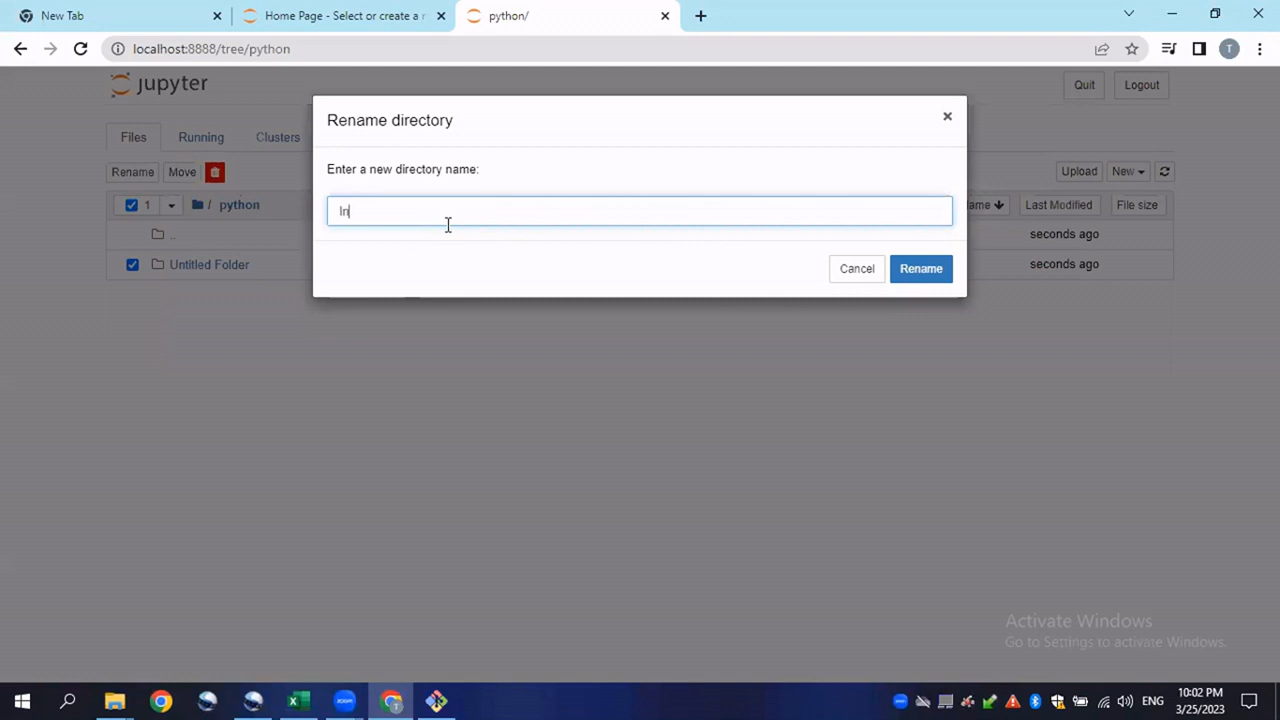 New Tab
Home Page - Select or create a n
python/
localhost:8888/tree/python
T
jupyter
Quit
Logout
Rename directory
Files
Running
Clusters
Enter a new directory name:
Rename
Move
Upload
New
1
/ python
In
Last Modified
File size
..
seconds ago
Untitled Folder
seconds ago
Cancel
Rename
Activate Windows
Go to Settings to activate Windows.
zoom
T
ENG
10:02 PM
3/25/2023